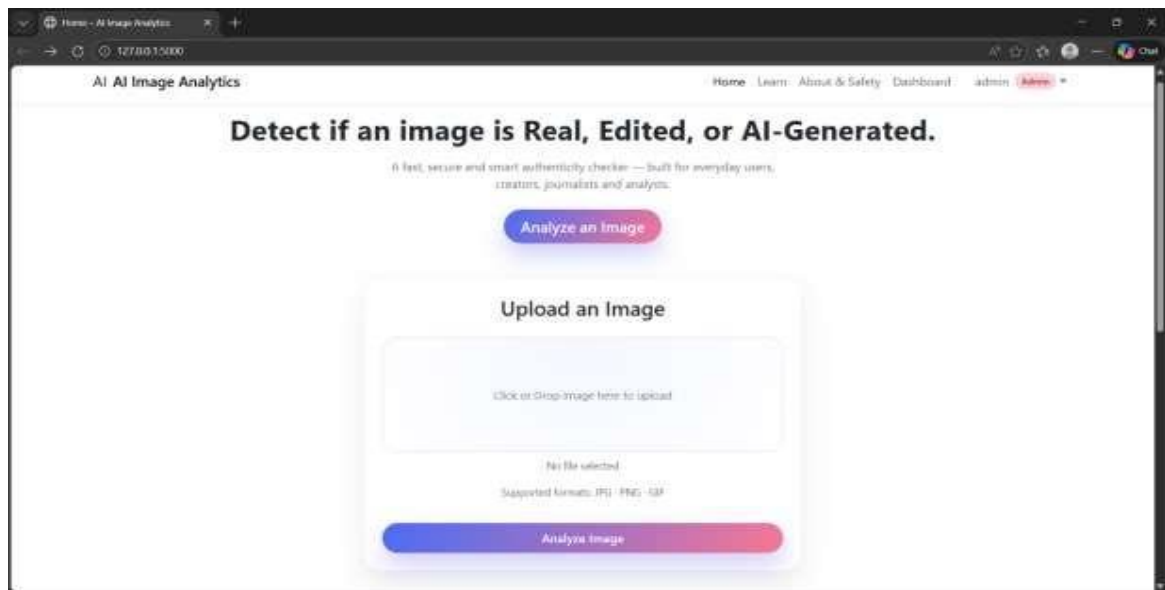 Home - AI Image Analytics
127.0.0.1:5000
Chat
AI AI Image Analytics
Home Learn About & Safety Dashboard admin Admin
Detect if an image is Real, Edited, or AI-Generated.
A fast, secure and smart authenticity checker — built for everyday users,
creators, journalists and analysts.
Analyze an Image
Upload an Image
Click or Drop image here to upload
No file selected
Supported formats: JPG · PNG · GIF
Analyze Image